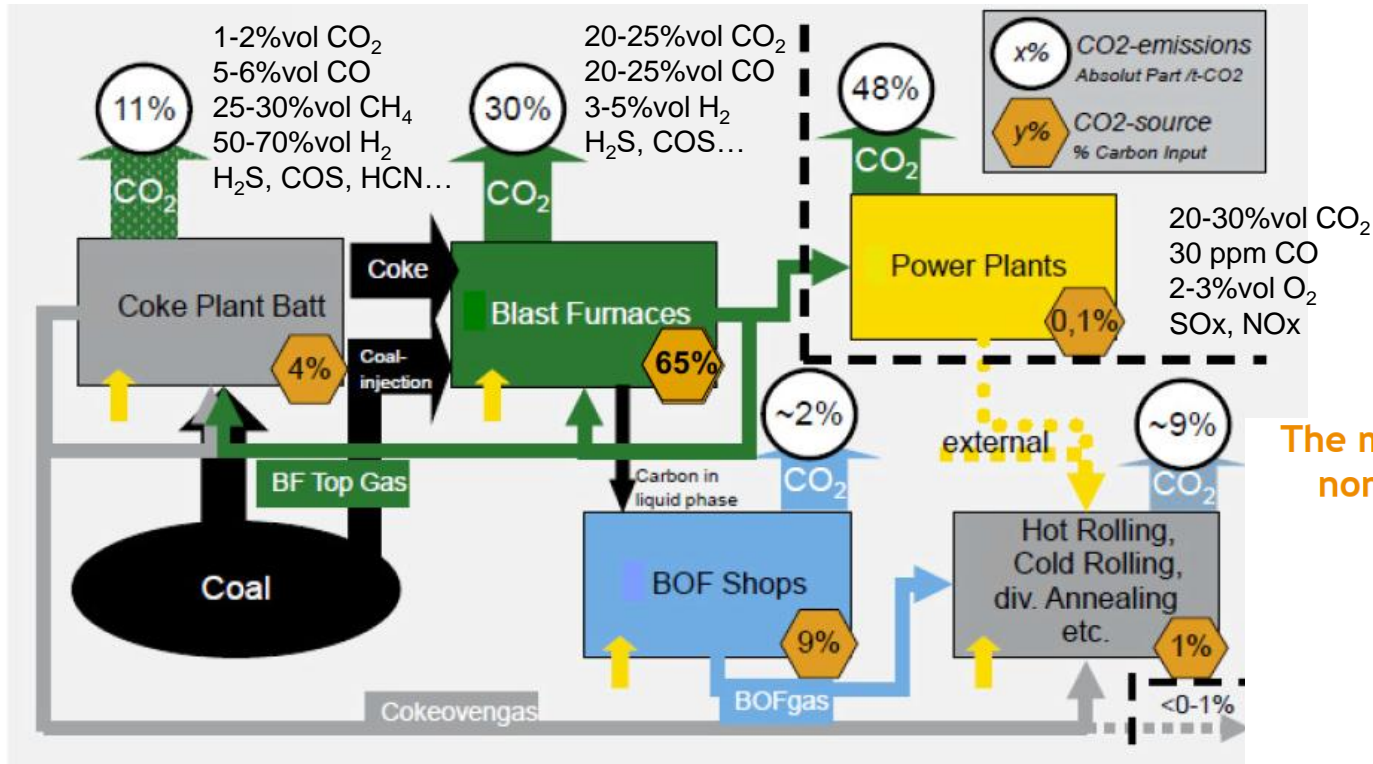 1-2%vol CO₂
5-6%vol CO
25-30%vol CH₄
50-70%vol H₂
H₂S, COS, HCN…
11%
CO₂
20-25%vol CO₂
20-25%vol CO
3-5%vol H₂
H₂S, COS…
30%
CO₂
48%
CO₂
x%
CO2-emissions
Absolut Part /t-CO2
y%
CO2-source
% Carbon Input
20-30%vol CO₂
30 ppm CO
2-3%vol O₂
SOx, NOx
Coke Plant Batt
4%
Coke
Coal-
injection
Blast Furnaces
65%
Power Plants
0,1%
BF Top Gas
Coal
Carbon in
liquid phase
~2%
CO₂
external
~9%
CO₂
The
nor
BOF Shops
9%
Hot Rolling,
Cold Rolling,
div. Annealing
etc.
1%
BOFgas
Cokeovengas
<0-1%